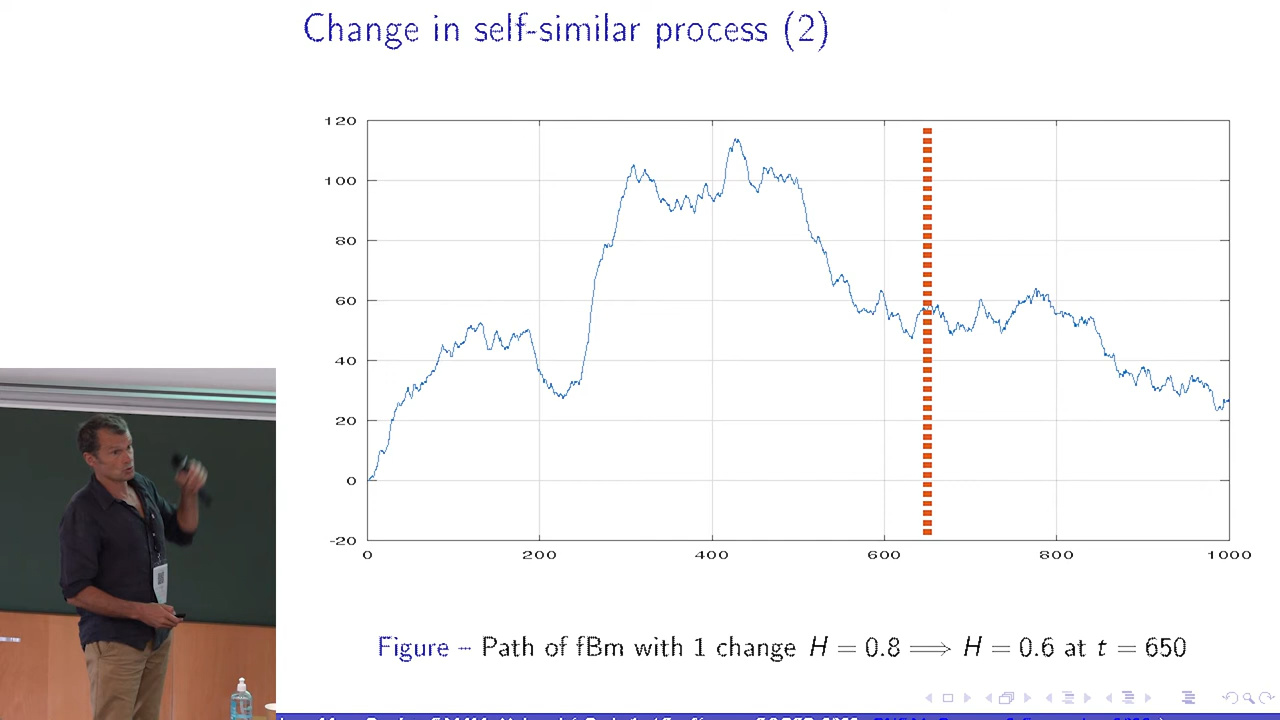 Change in self-similar process (2)
120
100
80
60
40
20
0
-20
0 200 400 600 800 1000
Figure – Path of fBm with 1 change H = 0.8 ⟹ H = 0.6 at t = 650